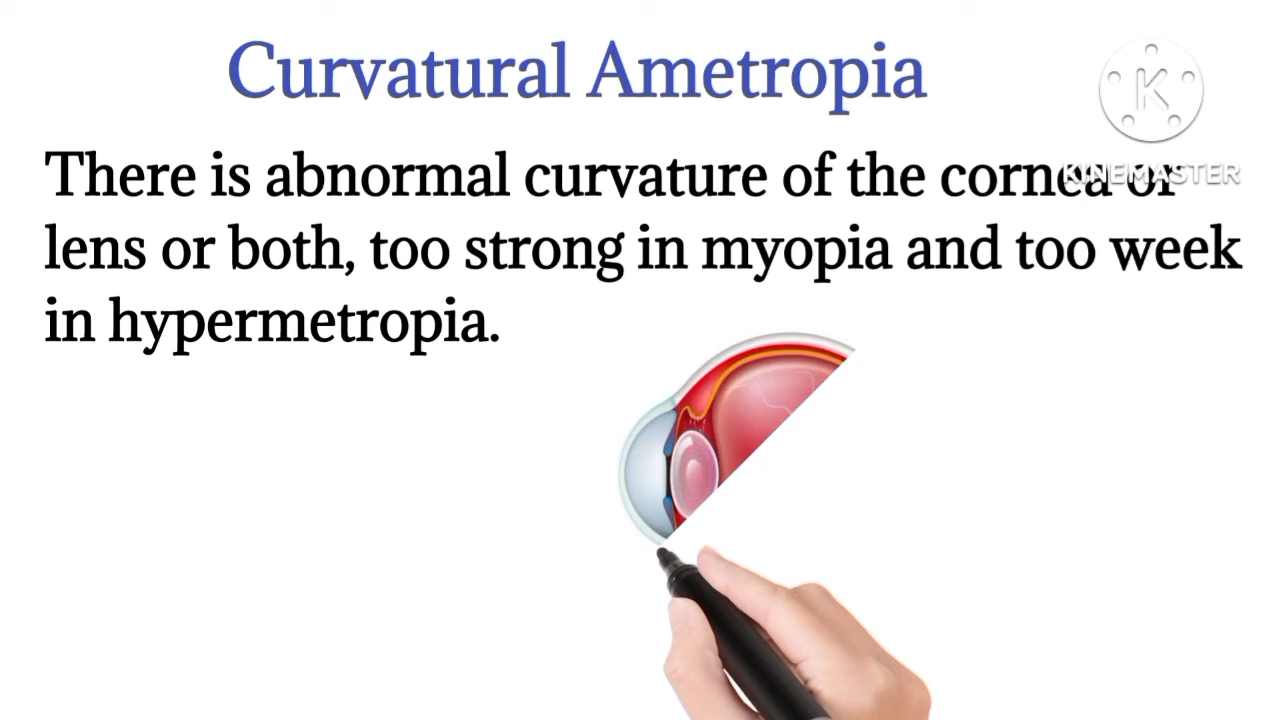 Curvatural Ametropia
K
KINEMASTER
There is abnormal curvature of the cornea or
lens or both, too strong in myopia and too week
in hypermetropia.